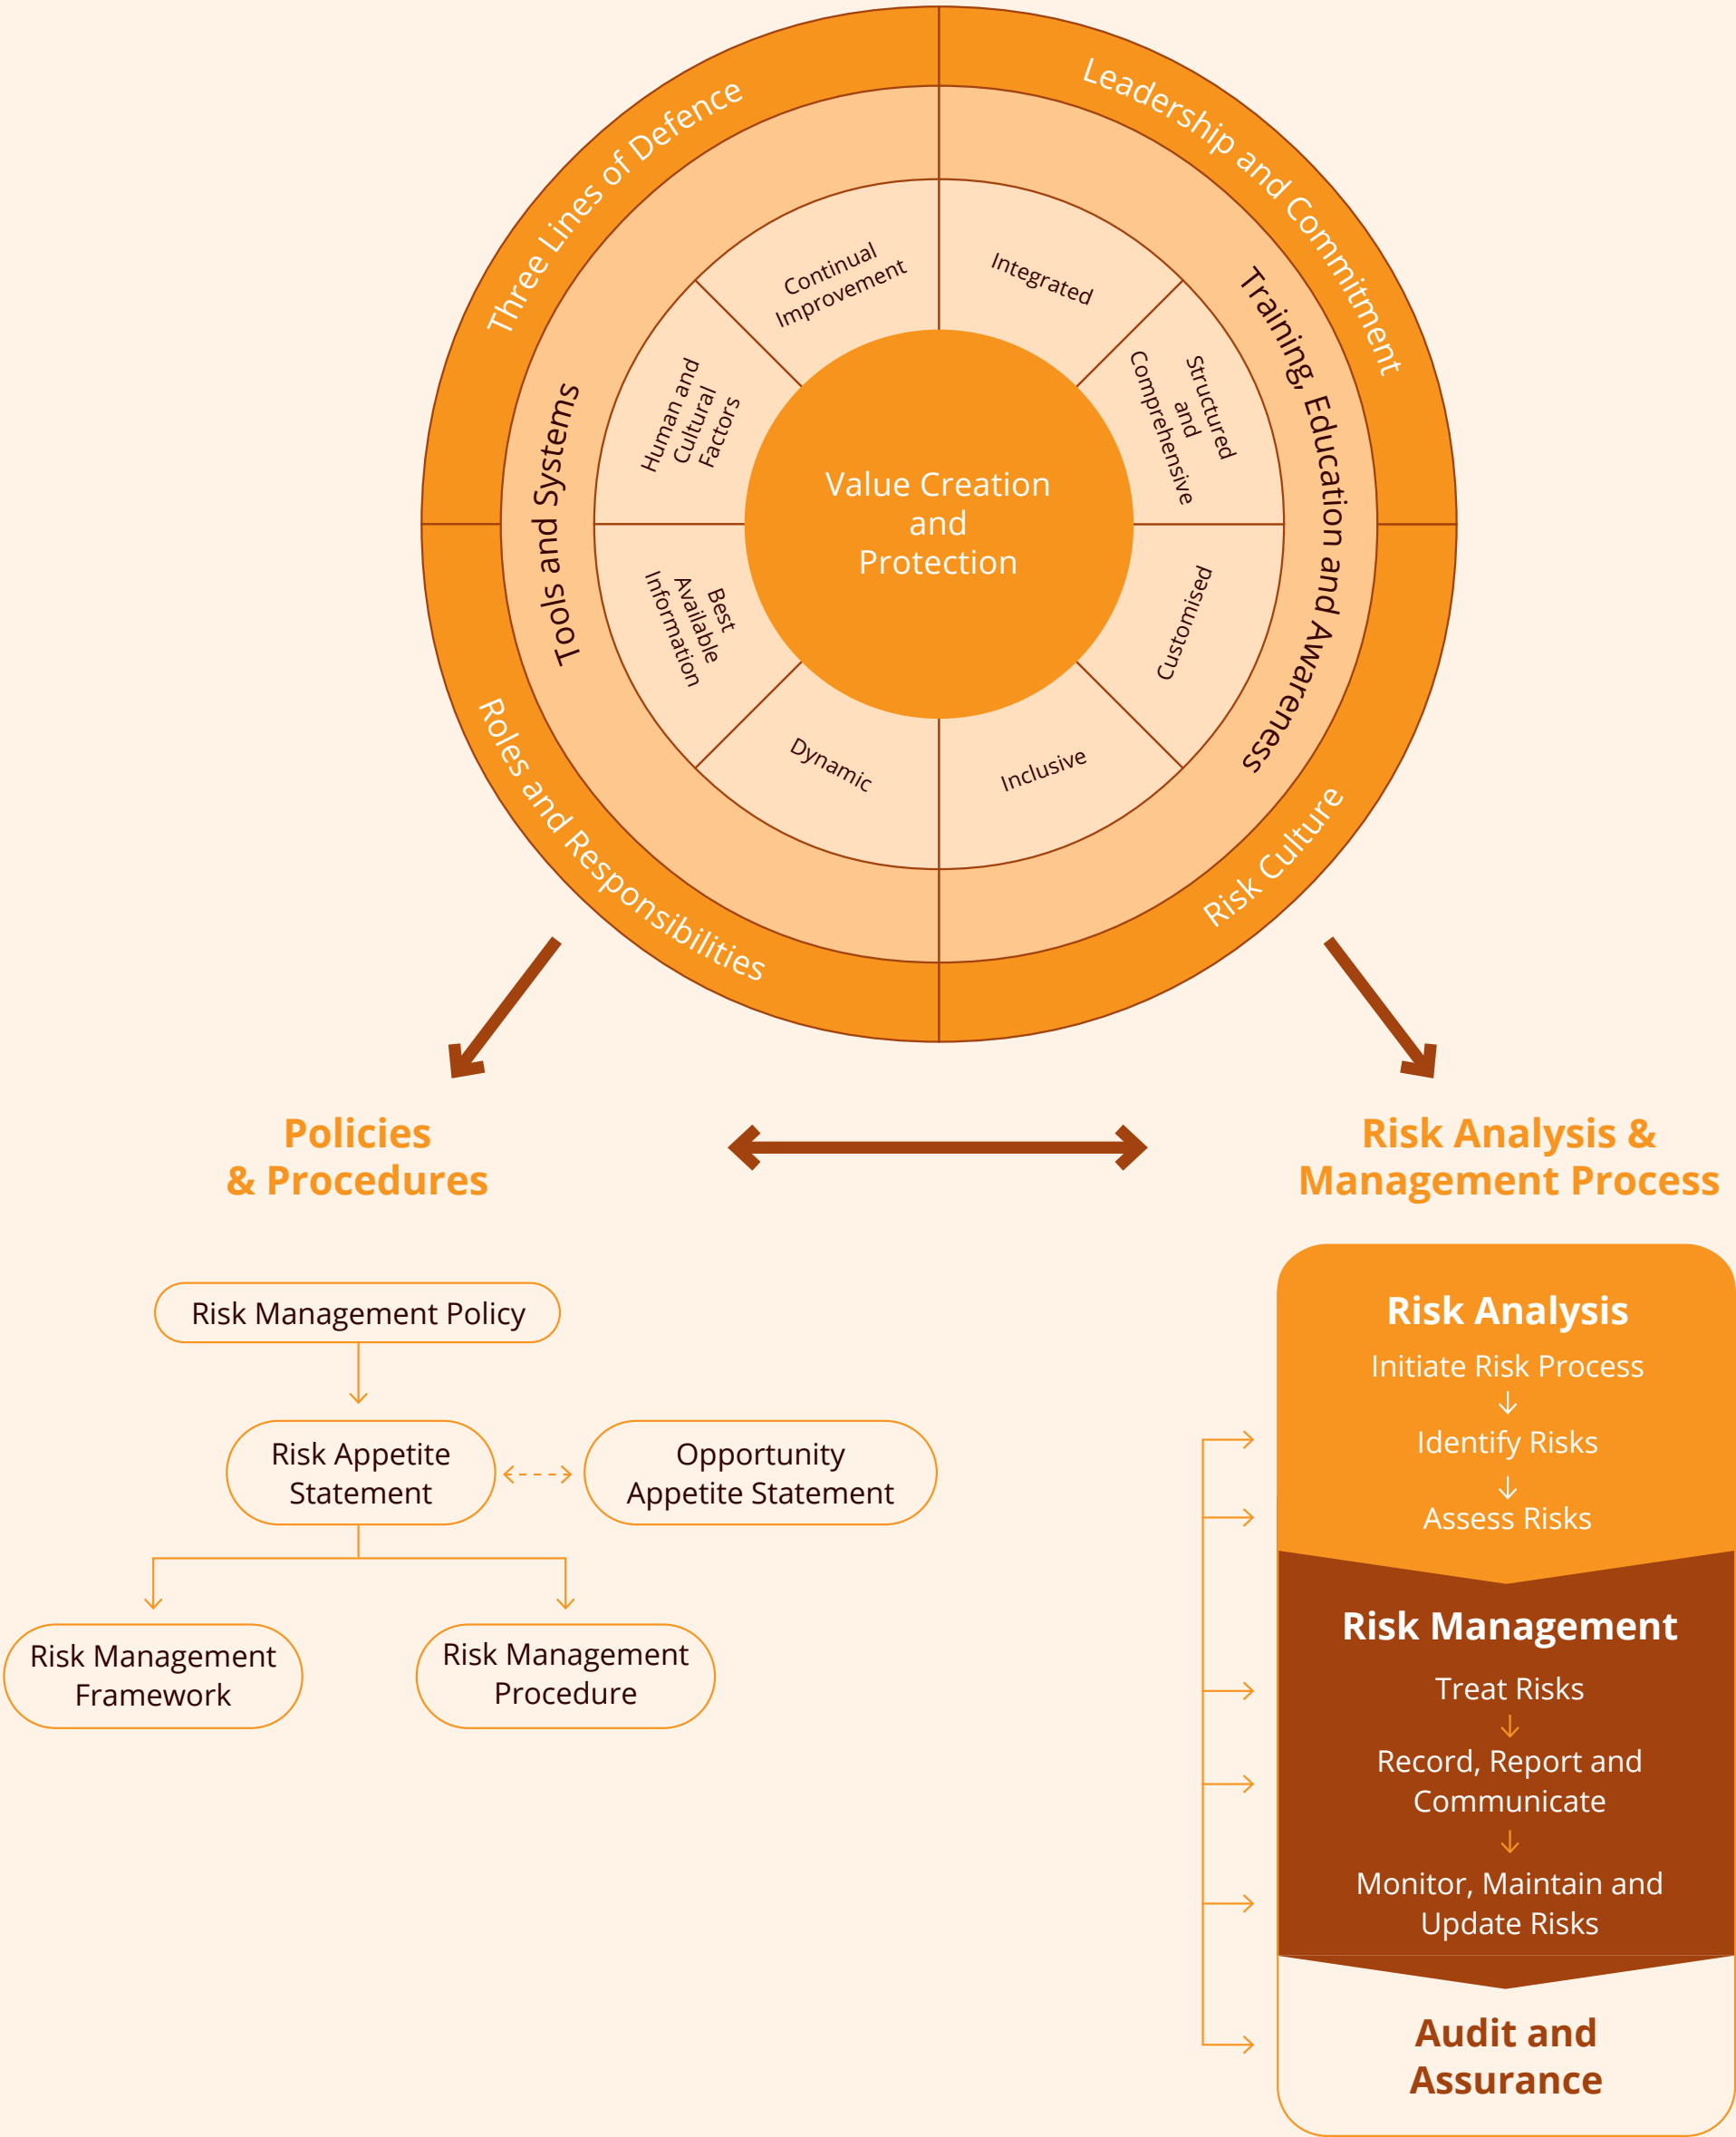 Three Lines of Defence
Leadership and Commitment
Tools and Systems
Training, Education and Awareness
Roles and Responsibilities
Risk Culture
Continual
Improvement
Integrated
Human and
Cultural
Factors
Structured
and
Comprehensive
Best
Available
Information
Customised
Dynamic
Inclusive
Value Creation
and
Protection
Policies
& Procedures
Risk Analysis &
Management Process
Risk Management Policy
Risk Appetite
Statement
Opportunity
Appetite Statement
Risk Management
Framework
Risk Management
Procedure
Risk Analysis
Initiate Risk Process
Identify Risks
Assess Risks
Risk Management
Treat Risks
Record, Report and
Communicate
Monitor, Maintain and
Update Risks
Audit and
Assurance